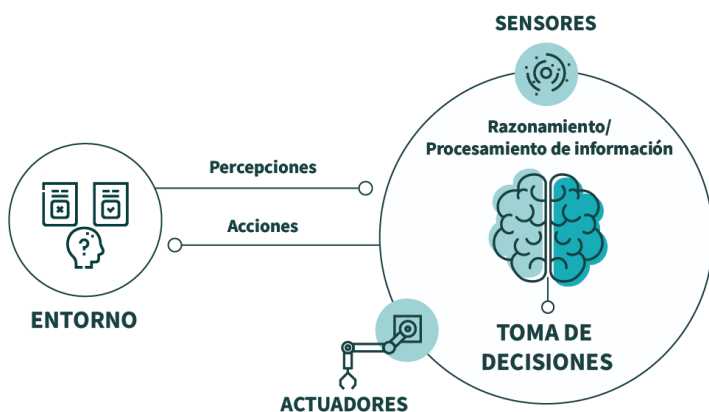 SENSORES
Razonamiento/
Procesamiento de información
Percepciones
Acciones
?
ENTORNO
TOMA DE
DECISIONES
ACTUADORES